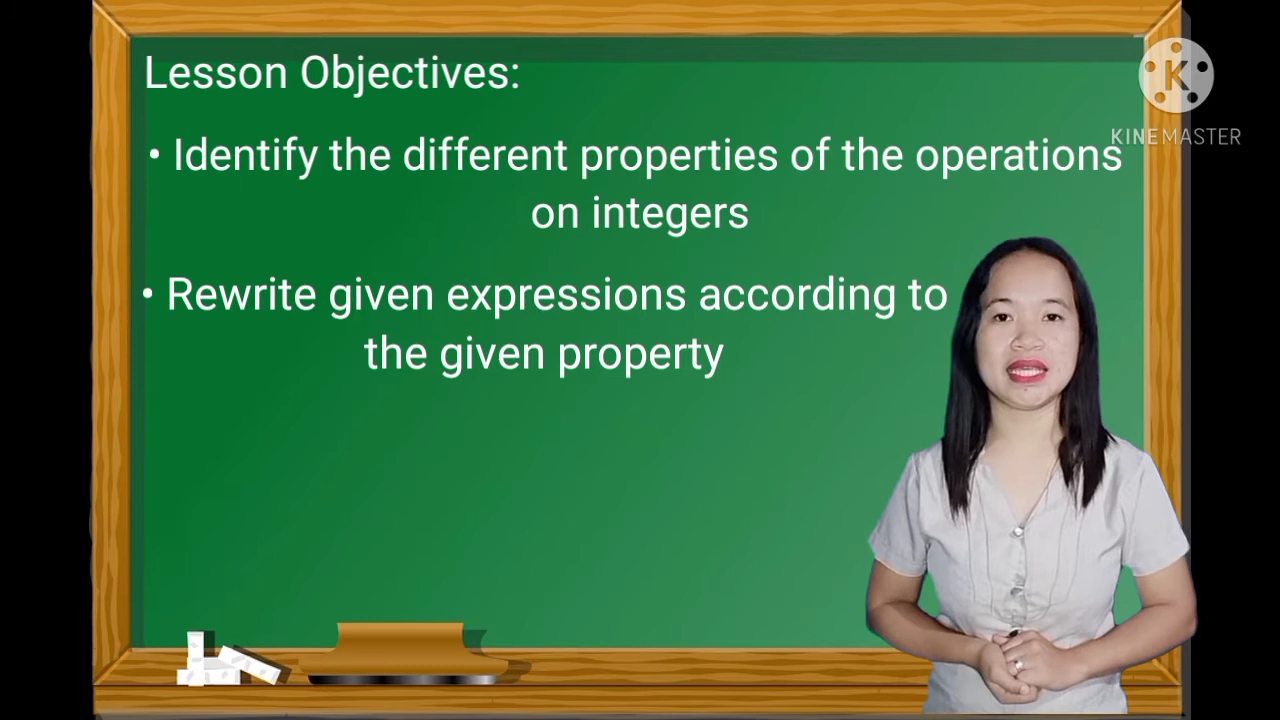 Lesson Objectives:
• Identify the different properties of the operations
on integers
• Rewrite given expressions according to
the given property
K
KINEMASTER